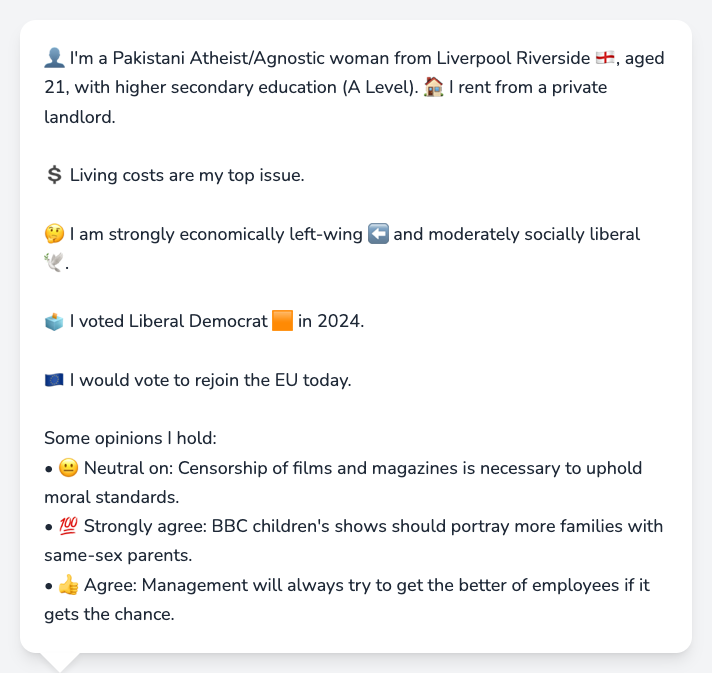 👤 I'm a Pakistani Atheist/Agnostic woman from Liverpool Riverside 🏴󠁧󠁢󠁥󠁮󠁧󠁿, aged
21, with higher secondary education (A Level). 🏠 I rent from a private
landlord.
💲 Living costs are my top issue.
🤔 I am strongly economically left-wing ⬅️ and moderately socially liberal
🕊️.
🗳️ I voted Liberal Democrat 🟧 in 2024.
🇪🇺 I would vote to rejoin the EU today.
Some opinions I hold:
• 😐 Neutral on: Censorship of films and magazines is necessary to uphold
moral standards.
• 💯 Strongly agree: BBC children's shows should portray more families with
same-sex parents.
• 👍 Agree: Management will always try to get the better of employees if it
gets the chance.